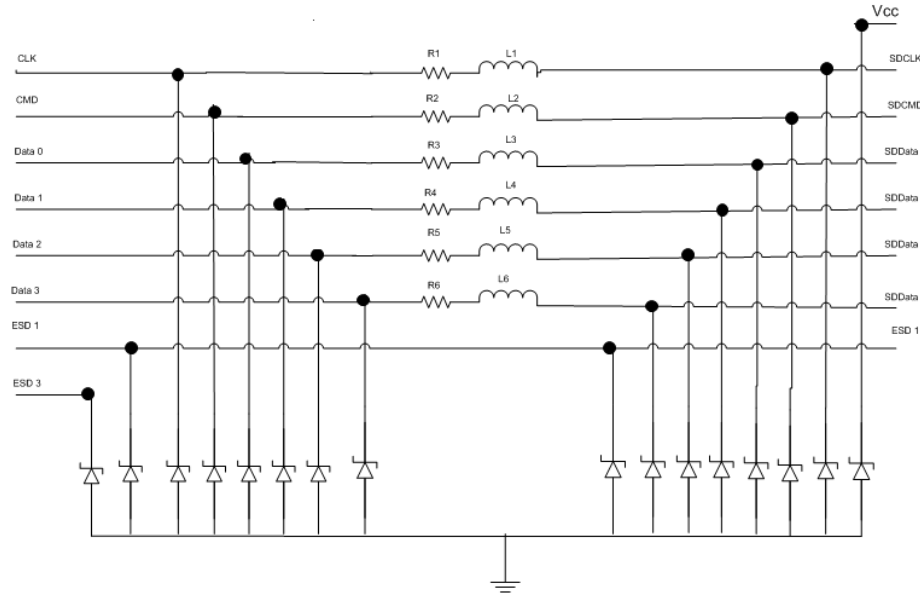 Vcc
CLK R1 L1 SDCLK
CMD R2 L2 SDCMD
Data 0 R3 L3 SDData
Data 1 R4 L4 SDData
Data 2 R5 L5 SDData
Data 3 R6 L6 SDData
ESD 1 ESD 1
ESD 3